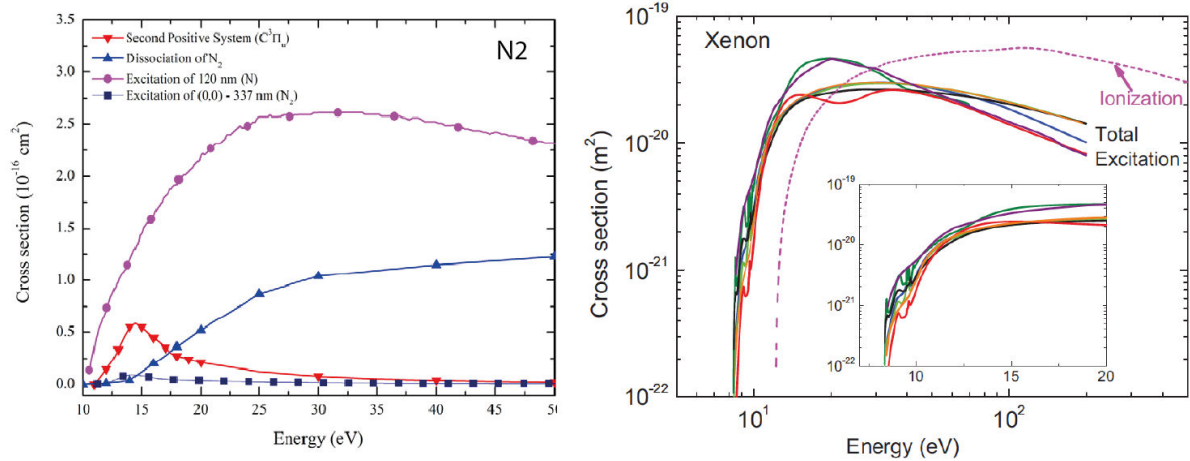 N2
Second Positive System (C³Πᵤ)
Dissociation of N₂
Excitation of 120 nm (N)
Excitation of (0,0) - 337 nm (N₂)
Cross section (10⁻¹⁶ cm²)
3.5
3.0
2.5
2.0
1.5
1.0
0.5
0.0
10 15 20 25 30 35 40 45 50
Energy (eV)
Xenon
Ionization
Total
Excitation
Cross section (m²)
10⁻¹⁹
10⁻²⁰
10⁻²¹
10⁻²²
10¹ 10²
Energy (eV)
10⁻¹⁹
10⁻²⁰
10⁻²¹
10⁻²²
10 15 20